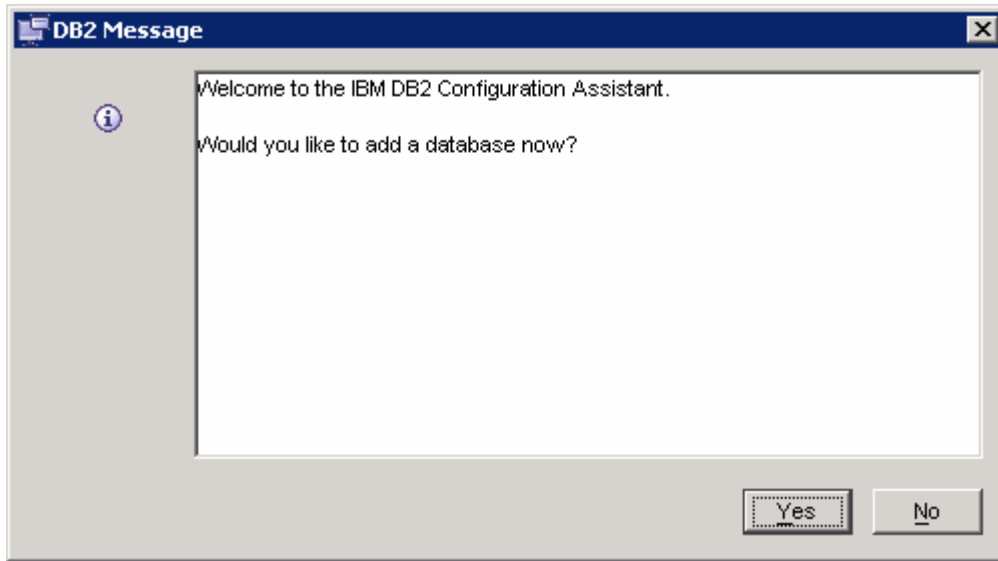 DB2 Message
Welcome to the IBM DB2 Configuration Assistant.
Would you like to add a database now?
Yes
No